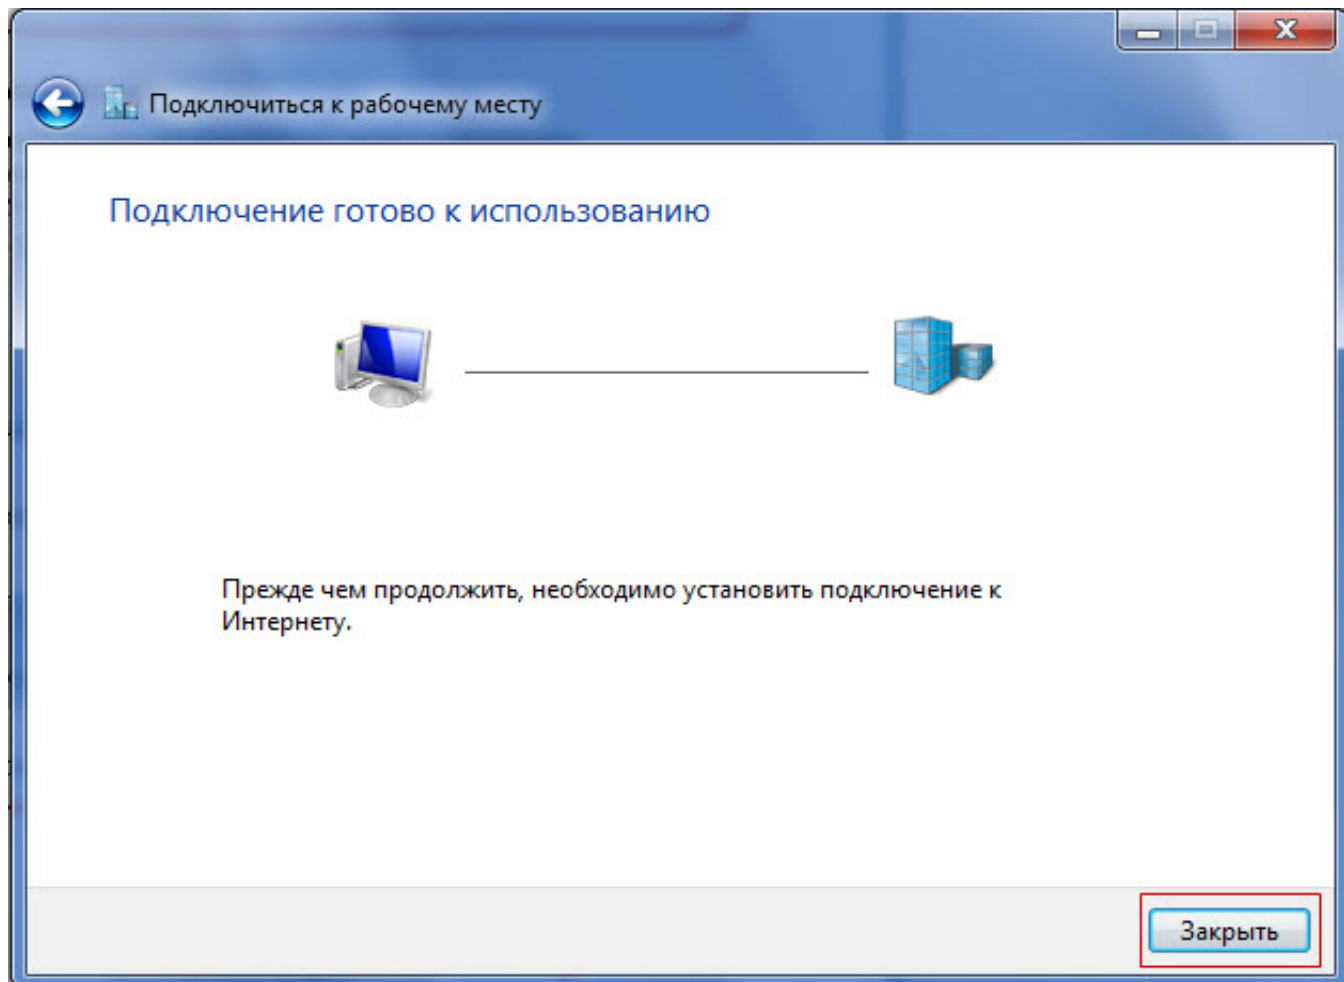 Подключиться к рабочему месту
Подключение готово к использованию
Прежде чем продолжить, необходимо установить подключение к
Интернету.
Закрыть